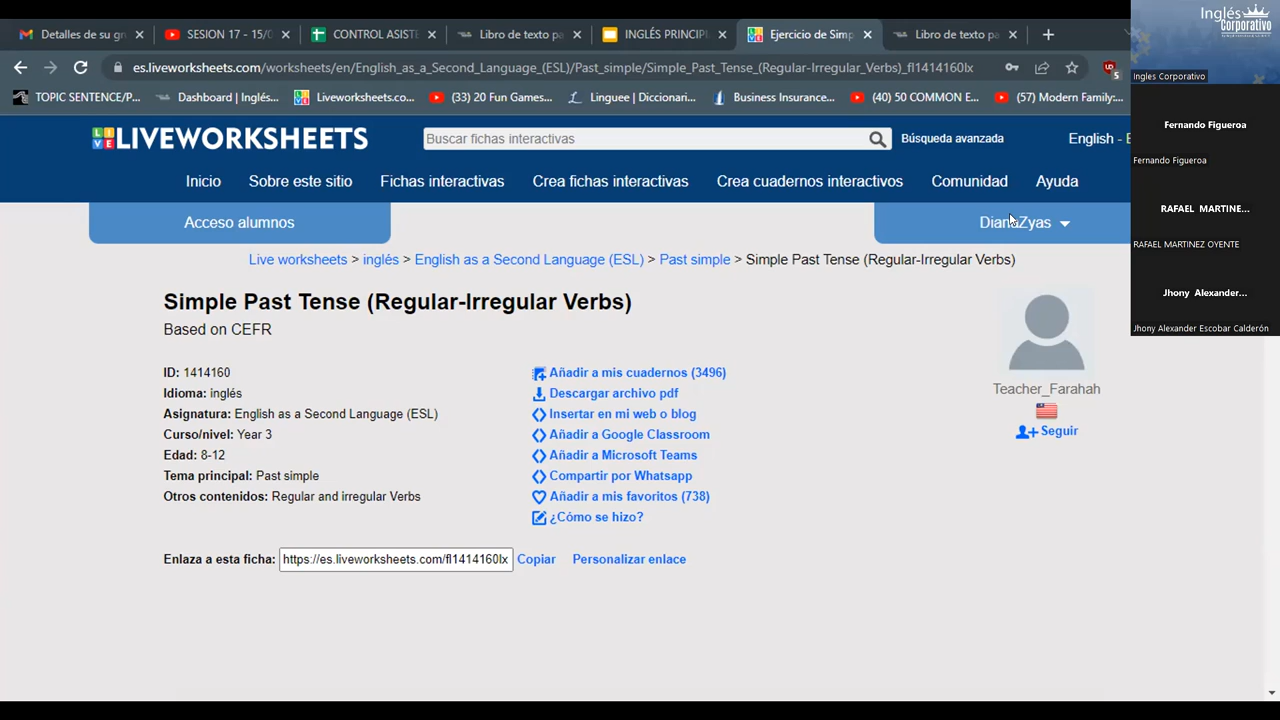 Detalles de su gn
SESION 17 - 15/0
CONTROL ASISTE
Libro de texto pa
INGLÉS PRINCIPI
Ejercicio de Simp
Libro de texto pa
Inglés
Corporativo
es.liveworksheets.com/worksheets/en/English_as_a_Second_Language_(ESL)/Past_simple/Simple_Past_Tense_(Regular-Irregular_Verbs)_fl1414160lx
Ingles Corporativo
TOPIC SENTENCE/P...
Dashboard | Inglés...
Liveworksheets.co...
(33) 20 Fun Games...
Linguee | Diccionari...
Business Insurance...
(40) 50 COMMON E...
(57) Modern Family:...
Fernando Figueroa
Fernando Figueroa
LIVEWORKSHEETS
Buscar fichas interactivas
Búsqueda avanzada
English - E
Inicio
Sobre este sitio
Fichas interactivas
Crea fichas interactivas
Crea cuadernos interactivos
Comunidad
Ayuda
RAFAEL MARTINE...
RAFAEL MARTINEZ OYENTE
Acceso alumnos
DianaZyas
Live worksheets > inglés > English as a Second Language (ESL) > Past simple > Simple Past Tense (Regular-Irregular Verbs)
Jhony Alexander...
Jhony Alexander Escobar Calderón
Simple Past Tense (Regular-Irregular Verbs)
Based on CEFR
ID: 1414160
Idioma: inglés
Asignatura: English as a Second Language (ESL)
Curso/nivel: Year 3
Edad: 8-12
Tema principal: Past simple
Otros contenidos: Regular and irregular Verbs
Añadir a mis cuadernos (3496)
Descargar archivo pdf
Insertar en mi web o blog
Añadir a Google Classroom
Añadir a Microsoft Teams
Compartir por Whatsapp
Añadir a mis favoritos (738)
¿Cómo se hizo?
Teacher_Farahah
Seguir
Enlaza a esta ficha: https://es.liveworksheets.com/fl1414160lx Copiar Personalizar enlace